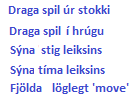 Draga spil úr stokki
Draga spil í hrúgu
Sýna stig leiksins
Sýna tíma leiksins
Fjölda löglegt 'move'